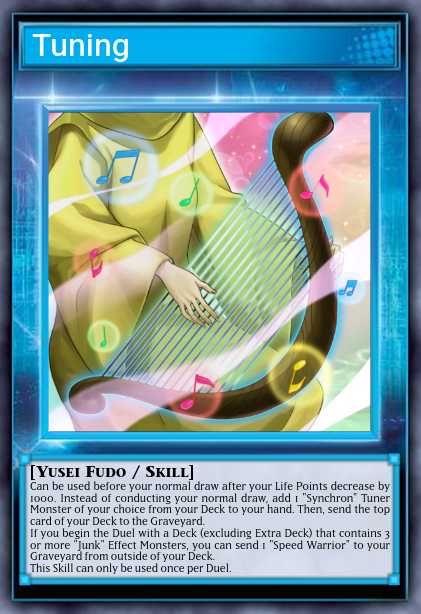 Tuning
[Yusei Fudo / Skill]
Can be used before your normal draw after your Life Points decrease by
1000. Instead of conducting your normal draw, add 1 "Synchron" Tuner
Monster of your choice from your Deck to your hand. Then, send the top
card of your Deck to the Graveyard.
If you begin the Duel with a Deck (excluding Extra Deck) that contains 3
or more "Junk" Effect Monsters, you can send 1 "Speed Warrior" to your
Graveyard from outside of your Deck.
This Skill can only be used once per Duel.